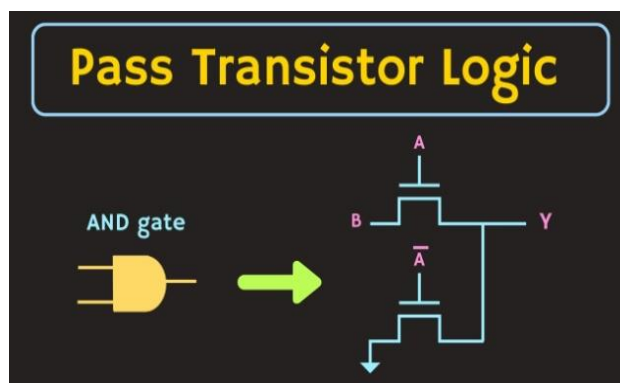 Pass Transistor Logic
A
AND gate
B
Y
A̅